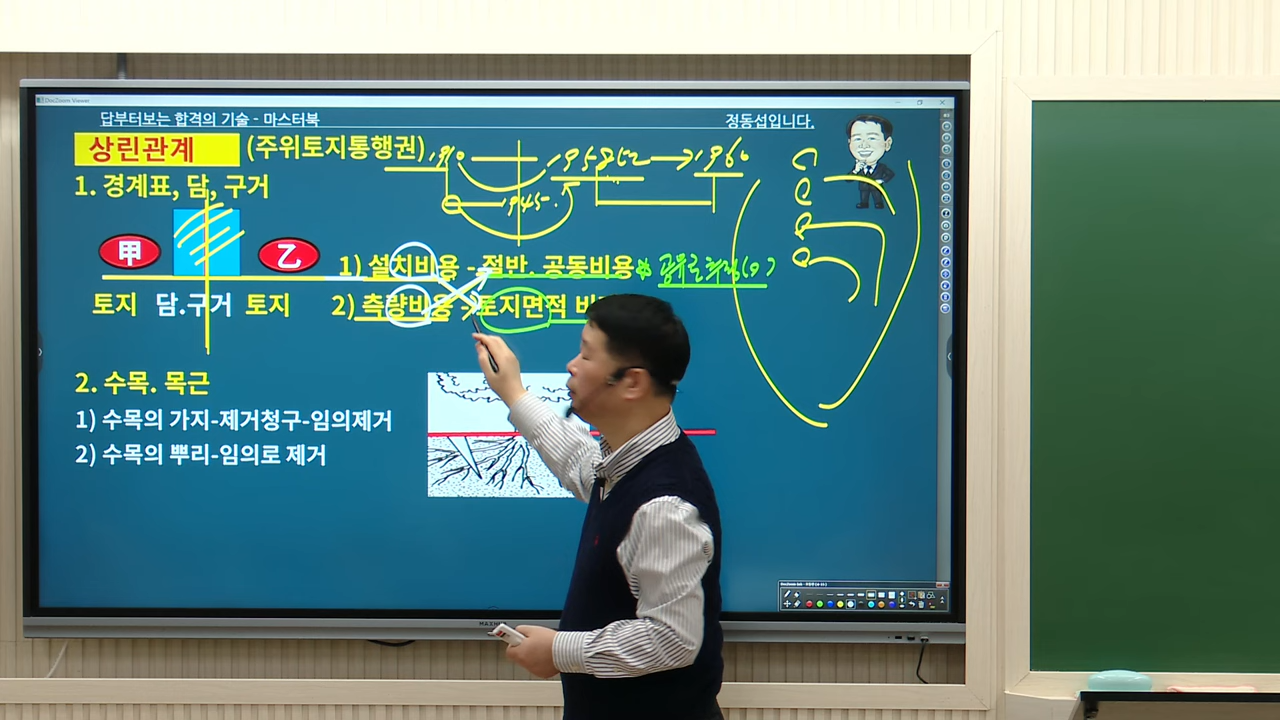 DocZoom Viewer
답부터보는 합격의 기술 - 마스터북
정동섭입니다.
상린관계 (주위토지통행권)
1945.
1960
1. 경계표, 담, 구거
甲
乙
토지 담.구거 토지
1) 설치비용 - 절반. 공동비용
2) 측량비용 - 토지면적 비
2. 수목. 목근
1) 수목의 가지-제거청구-임의제거
2) 수목의 뿌리-임의로 제거